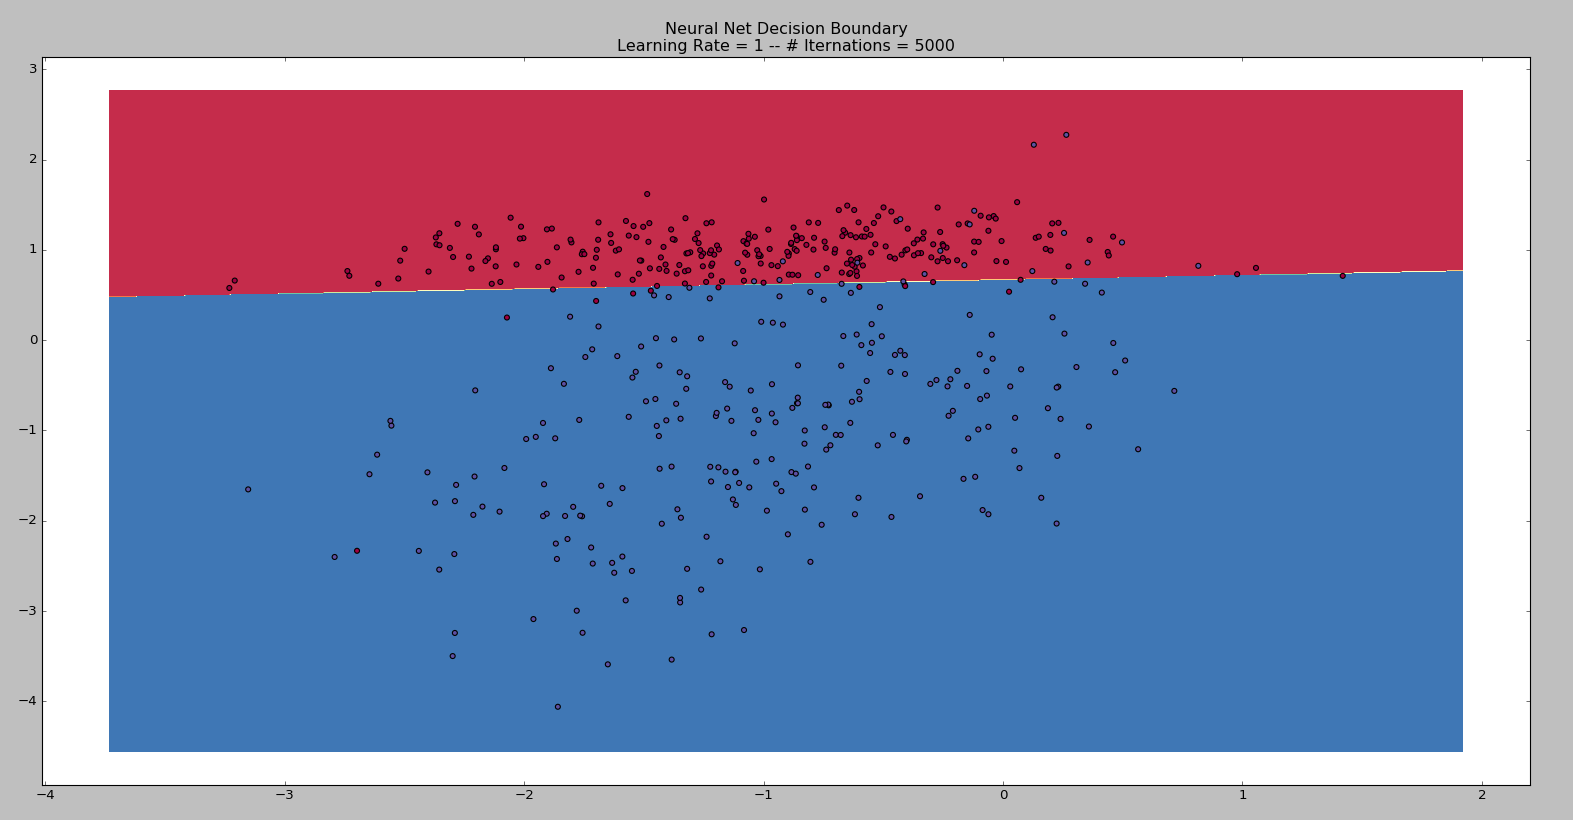 Neural Net Decision Boundary
Learning Rate = 1 -- # Iternations = 5000
3
2
1
0
−1
−2
−3
−4
−4 −3 −2 −1 0 1 2